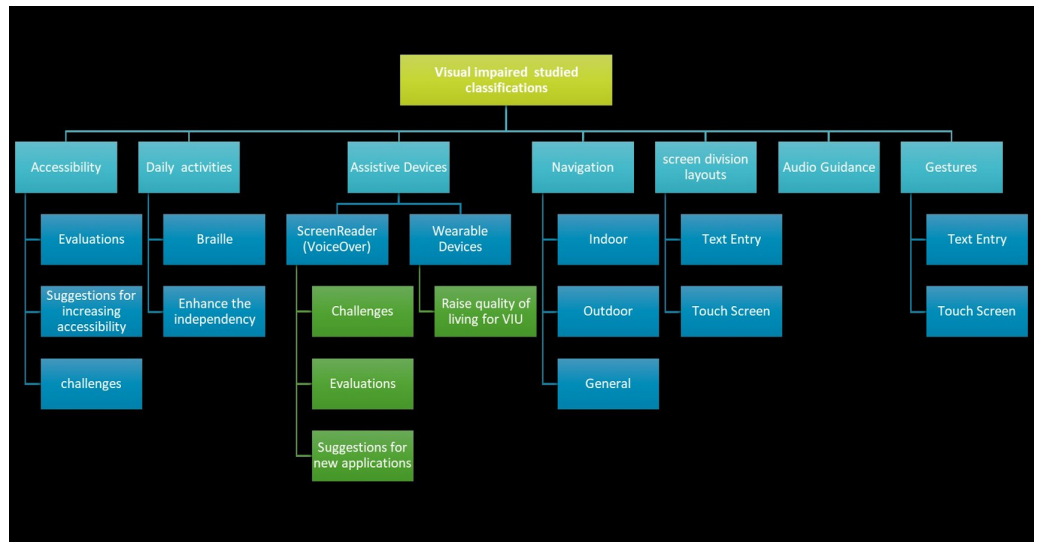 Visual impaired studied
classifications
Accessibility
Daily activities
Assistive Devices
Navigation
screen division
layouts
Audio Guidance
Gestures
Evaluations
Suggestions for
increasing
accessibility
challenges
Braille
Enhance the
independency
ScreenReader
(VoiceOver)
Challenges
Evaluations
Suggestions for
new applications
Wearable
Devices
Raise quality of
living for VIU
Indoor
Outdoor
General
Text Entry
Touch Screen
Text Entry
Touch Screen